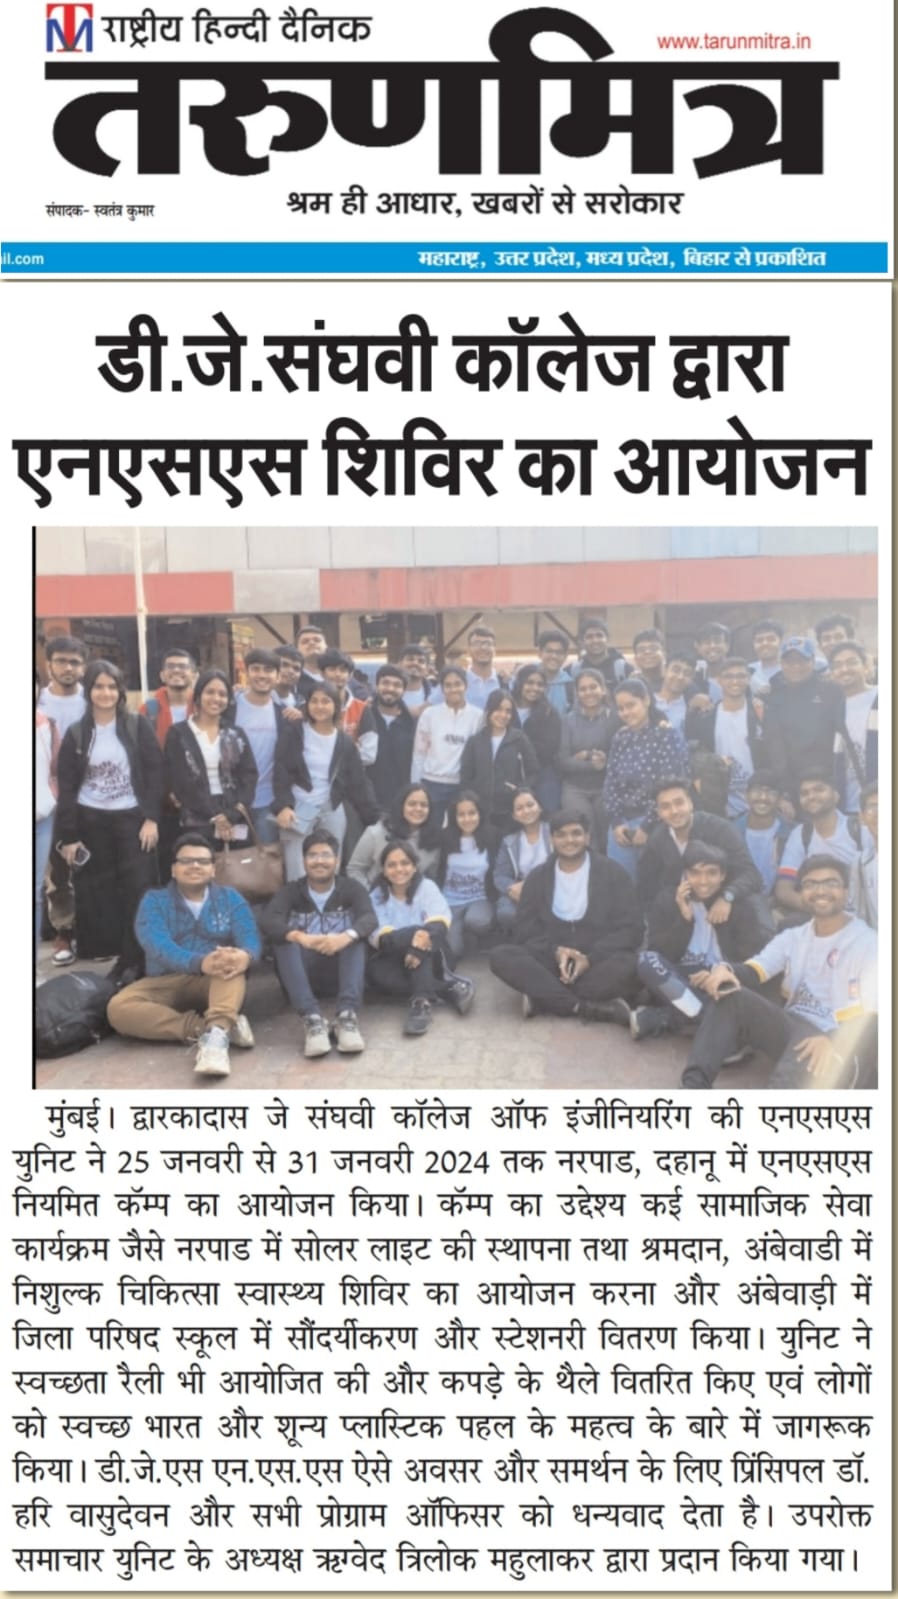 TM राष्ट्रीय हिन्दी दैनिक
www.tarunmitra.in
तरुणमित्र
संपादक- स्वतंत्र कुमार
श्रम ही आधार, खबरों से सरोकार
il.com
महाराष्ट्र, उत्तर प्रदेश, मध्य प्रदेश, बिहार से प्रकाशित
डी.जे.संघवी कॉलेज द्वारा
एनएसएस शिविर का आयोजन
मुंबई। द्वारकादास जे संघवी कॉलेज ऑफ इंजीनियरिंग की एनएसएस
युनिट ने 25 जनवरी से 31 जनवरी 2024 तक नरपाड, दहानू में एनएसएस
नियमित कॅम्प का आयोजन किया। कॅम्प का उद्देश्य कई सामाजिक सेवा
कार्यक्रम जैसे नरपाड में सोलर लाइट की स्थापना तथा श्रमदान, अंबेवाडी में
निशुल्क चिकित्सा स्वास्थ्य शिविर का आयोजन करना और अंबेवाड़ी में
जिला परिषद स्कूल में सौंदर्यीकरण और स्टेशनरी वितरण किया। युनिट ने
स्वच्छता रैली भी आयोजित की और कपड़े के थैले वितरित किए एवं लोगों
को स्वच्छ भारत और शून्य प्लास्टिक पहल के महत्व के बारे में जागरूक
किया। डी.जे.एस एन.एस.एस ऐसे अवसर और समर्थन के लिए प्रिंसिपल डॉ.
हरि वासुदेवन और सभी प्रोग्राम ऑफिसर को धन्यवाद देता है। उपरोक्त
समाचार युनिट के अध्यक्ष ऋग्वेद त्रिलोक महुलाकर द्वारा प्रदान किया गया।